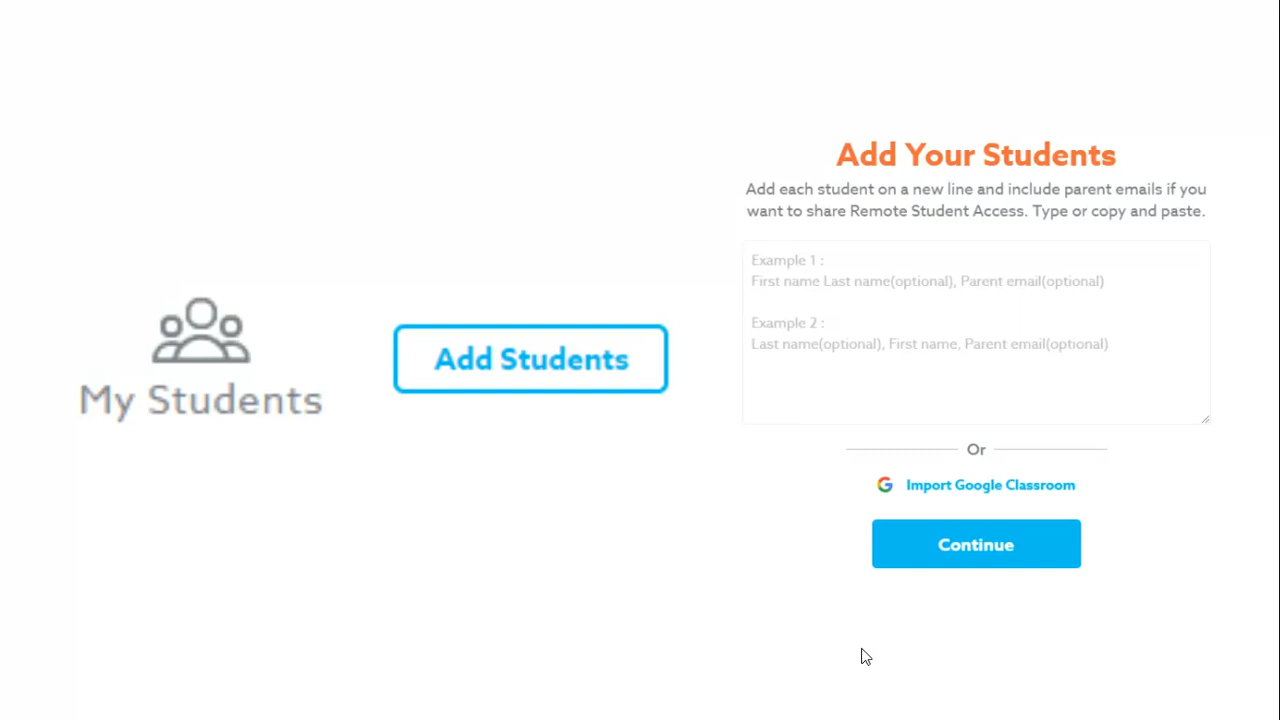 My Students
Add Students
Add Your Students
Add each student on a new line and include parent emails if you
want to share Remote Student Access. Type or copy and paste.
Example 1 :
First name Last name(optional), Parent email(optional)
Example 2 :
Last name(optional), First name, Parent email(optional)
Or
Import Google Classroom
Continue